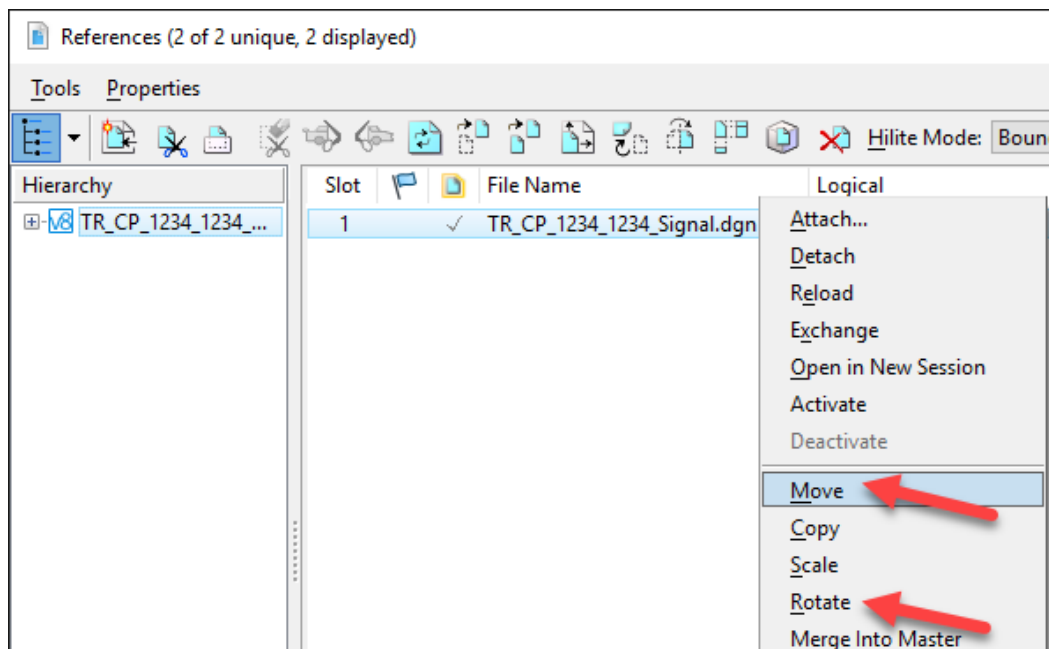 References (2 of 2 unique, 2 displayed)
Tools Properties
Hilite Mode: Boun
Hierarchy Slot File Name Logical
V8 TR_CP_1234_1234_... 1 TR_CP_1234_1234_Signal.dgn
Attach...
Detach
Reload
Exchange
Open in New Session
Activate
Deactivate
Move
Copy
Scale
Rotate
Merge Into Master